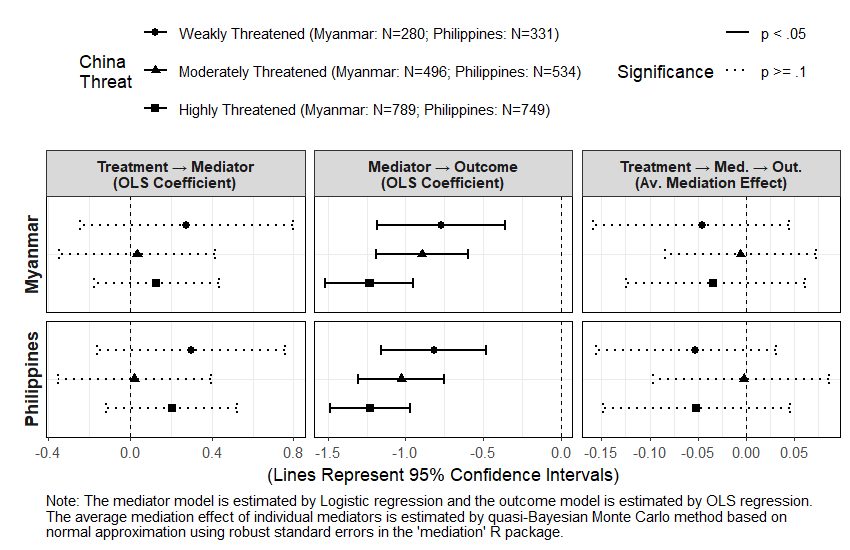 China
Threat
Weakly Threatened (Myanmar: N=280; Philippines: N=331)
Moderately Threatened (Myanmar: N=496; Philippines: N=534)
Highly Threatened (Myanmar: N=789; Philippines: N=749)
Significance
p < .05
p >= .1
Treatment → Mediator
(OLS Coefficient)
Mediator → Outcome
(OLS Coefficient)
Treatment → Med. → Out.
(Av. Mediation Effect)
Myanmar
Philippines
-0.4 0.0 0.4 0.8
-1.5 -1.0 -0.5 0.0
-0.15 -0.10 -0.05 0.00 0.05
(Lines Represent 95% Confidence Intervals)
Note: The mediator model is estimated by Logistic regression and the outcome model is estimated by OLS regression.
The average mediation effect of individual mediators is estimated by quasi-Bayesian Monte Carlo method based on
normal approximation using robust standard errors in the 'mediation' R package.